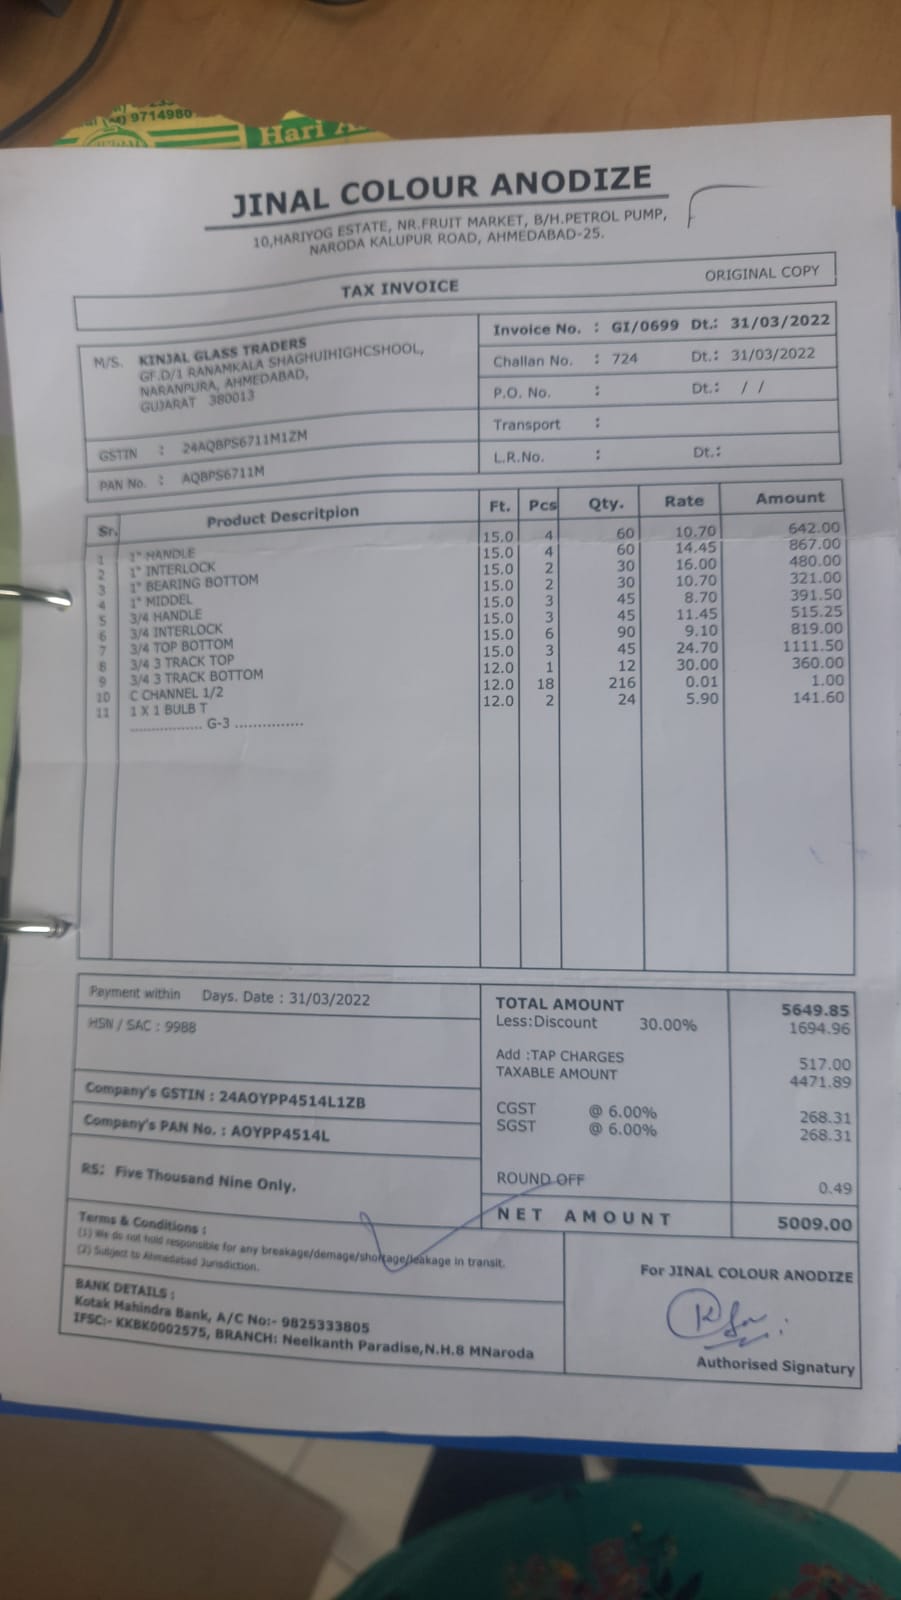 9714980
Hari A
JINAL COLOUR ANODIZE
10,HARIYOG ESTATE, NR.FRUIT MARKET, B/H.PETROL PUMP,
NARODA KALUPUR ROAD, AHMEDABAD-25.
TAX INVOICE ORIGINAL COPY
M/S. KINJAL GLASS TRADERS
GF.D/1 RANAMKALA SHAGHUIHIGHCSHOOL,
NARANPURA, AHMEDABAD,
GUJARAT 380013
GSTIN : 24AQBPS6711M1ZM
PAN No. : AQBPS6711M
Invoice No. : GI/0699 Dt.: 31/03/2022
Challan No. : 724 Dt.: 31/03/2022
P.O. No. : Dt.: / /
Transport :
L.R.No. : Dt.:
Sr. Product Descritpion Ft. Pcs Qty. Rate Amount
1 1" HANDLE 15.0 4 60 10.70 642.00
2 1" INTERLOCK 15.0 4 60 14.45 867.00
3 1" BEARING BOTTOM 15.0 2 30 16.00 480.00
4 1" MIDDEL 15.0 2 30 10.70 321.00
5 3/4 HANDLE 15.0 3 45 8.70 391.50
6 3/4 INTERLOCK 15.0 3 45 11.45 515.25
7 3/4 TOP BOTTOM 15.0 6 90 9.10 819.00
8 3/4 3 TRACK TOP 15.0 3 45 24.70 1111.50
9 3/4 3 TRACK BOTTOM 12.0 1 12 30.00 360.00
10 C CHANNEL 1/2 12.0 18 216 0.01 1.00
11 1 X 1 BULB T 12.0 2 24 5.90 141.60
................. G-3 ...............
Payment within Days. Date : 31/03/2022
HSN / SAC : 9988
Company's GSTIN : 24AOYPP4514L1ZB
Company's PAN No. : AOYPP4514L
RS: Five Thousand Nine Only.
TOTAL AMOUNT 5649.85
Less:Discount 30.00% 1694.96
Add :TAP CHARGES 517.00
TAXABLE AMOUNT 4471.89
CGST @ 6.00% 268.31
SGST @ 6.00% 268.31
ROUND OFF 0.49
NET AMOUNT 5009.00
Terms & Conditions :
(1) We do not hold responsible for any breakage/demage/shortage/leakage in transit.
(2) Subject to Ahmedabad Jurisdiction.
BANK DETAILS :
Kotak Mahindra Bank, A/C No:- 9825333805
IFSC:- KKBK0002575, BRANCH: Neelkanth Paradise,N.H.8 MNaroda
For JINAL COLOUR ANODIZE
Authorised Signatury